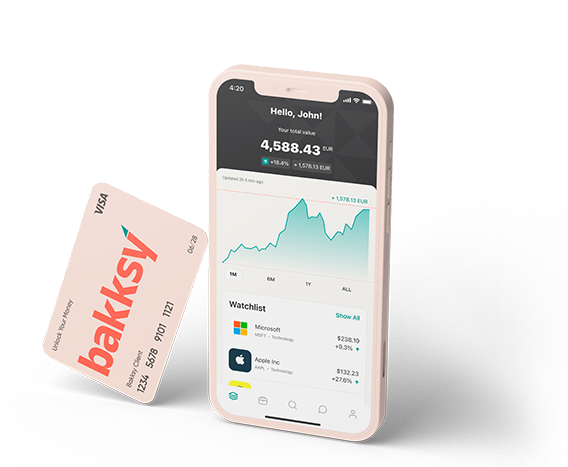 VISA
06/28
bakksy
Unlock Your Money
Bakksy Client
1234 5678 9101 1121
4:20
Hello, John!
Your total value
4,588.43 EUR
+18.4% + 1,578.13 EUR
Updated 2h 5 min ago
+ 1,578.13 EUR
1M 6M 1Y ALL
Watchlist Show All
Microsoft $238.19
MSFT • Technology +9.3%
Apple Inc $132.23
AAPL • Technology +27.6%